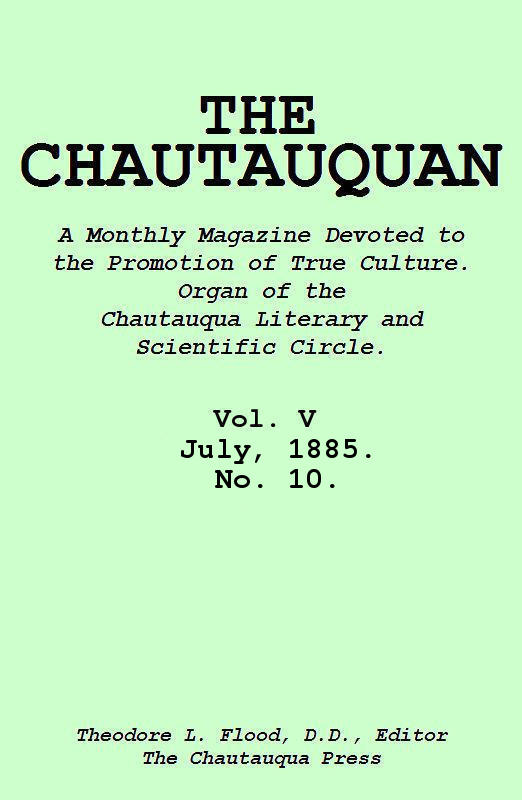 THE
CHAUTAUQUAN
A Monthly Magazine Devoted to
the Promotion of True Culture.
Organ of the
Chautauqua Literary and
Scientific Circle.
Vol. V
July, 1885.
No. 10.
Theodore L. Flood, D.D., Editor
The Chautauqua Press